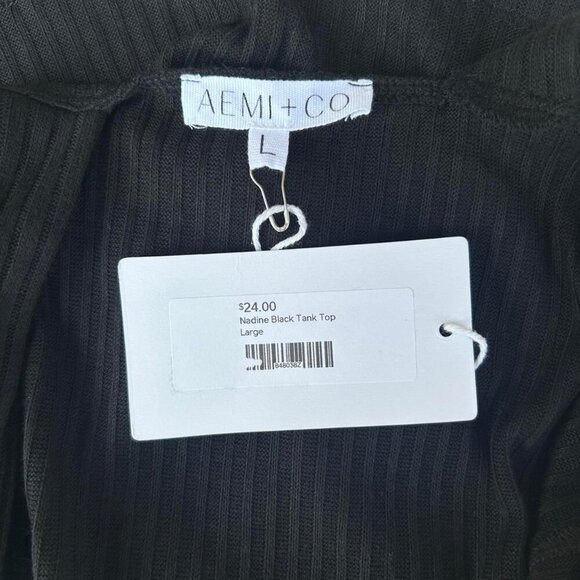 AEMI + CO
L
$24.00
Nadine Black Tank Top
Large